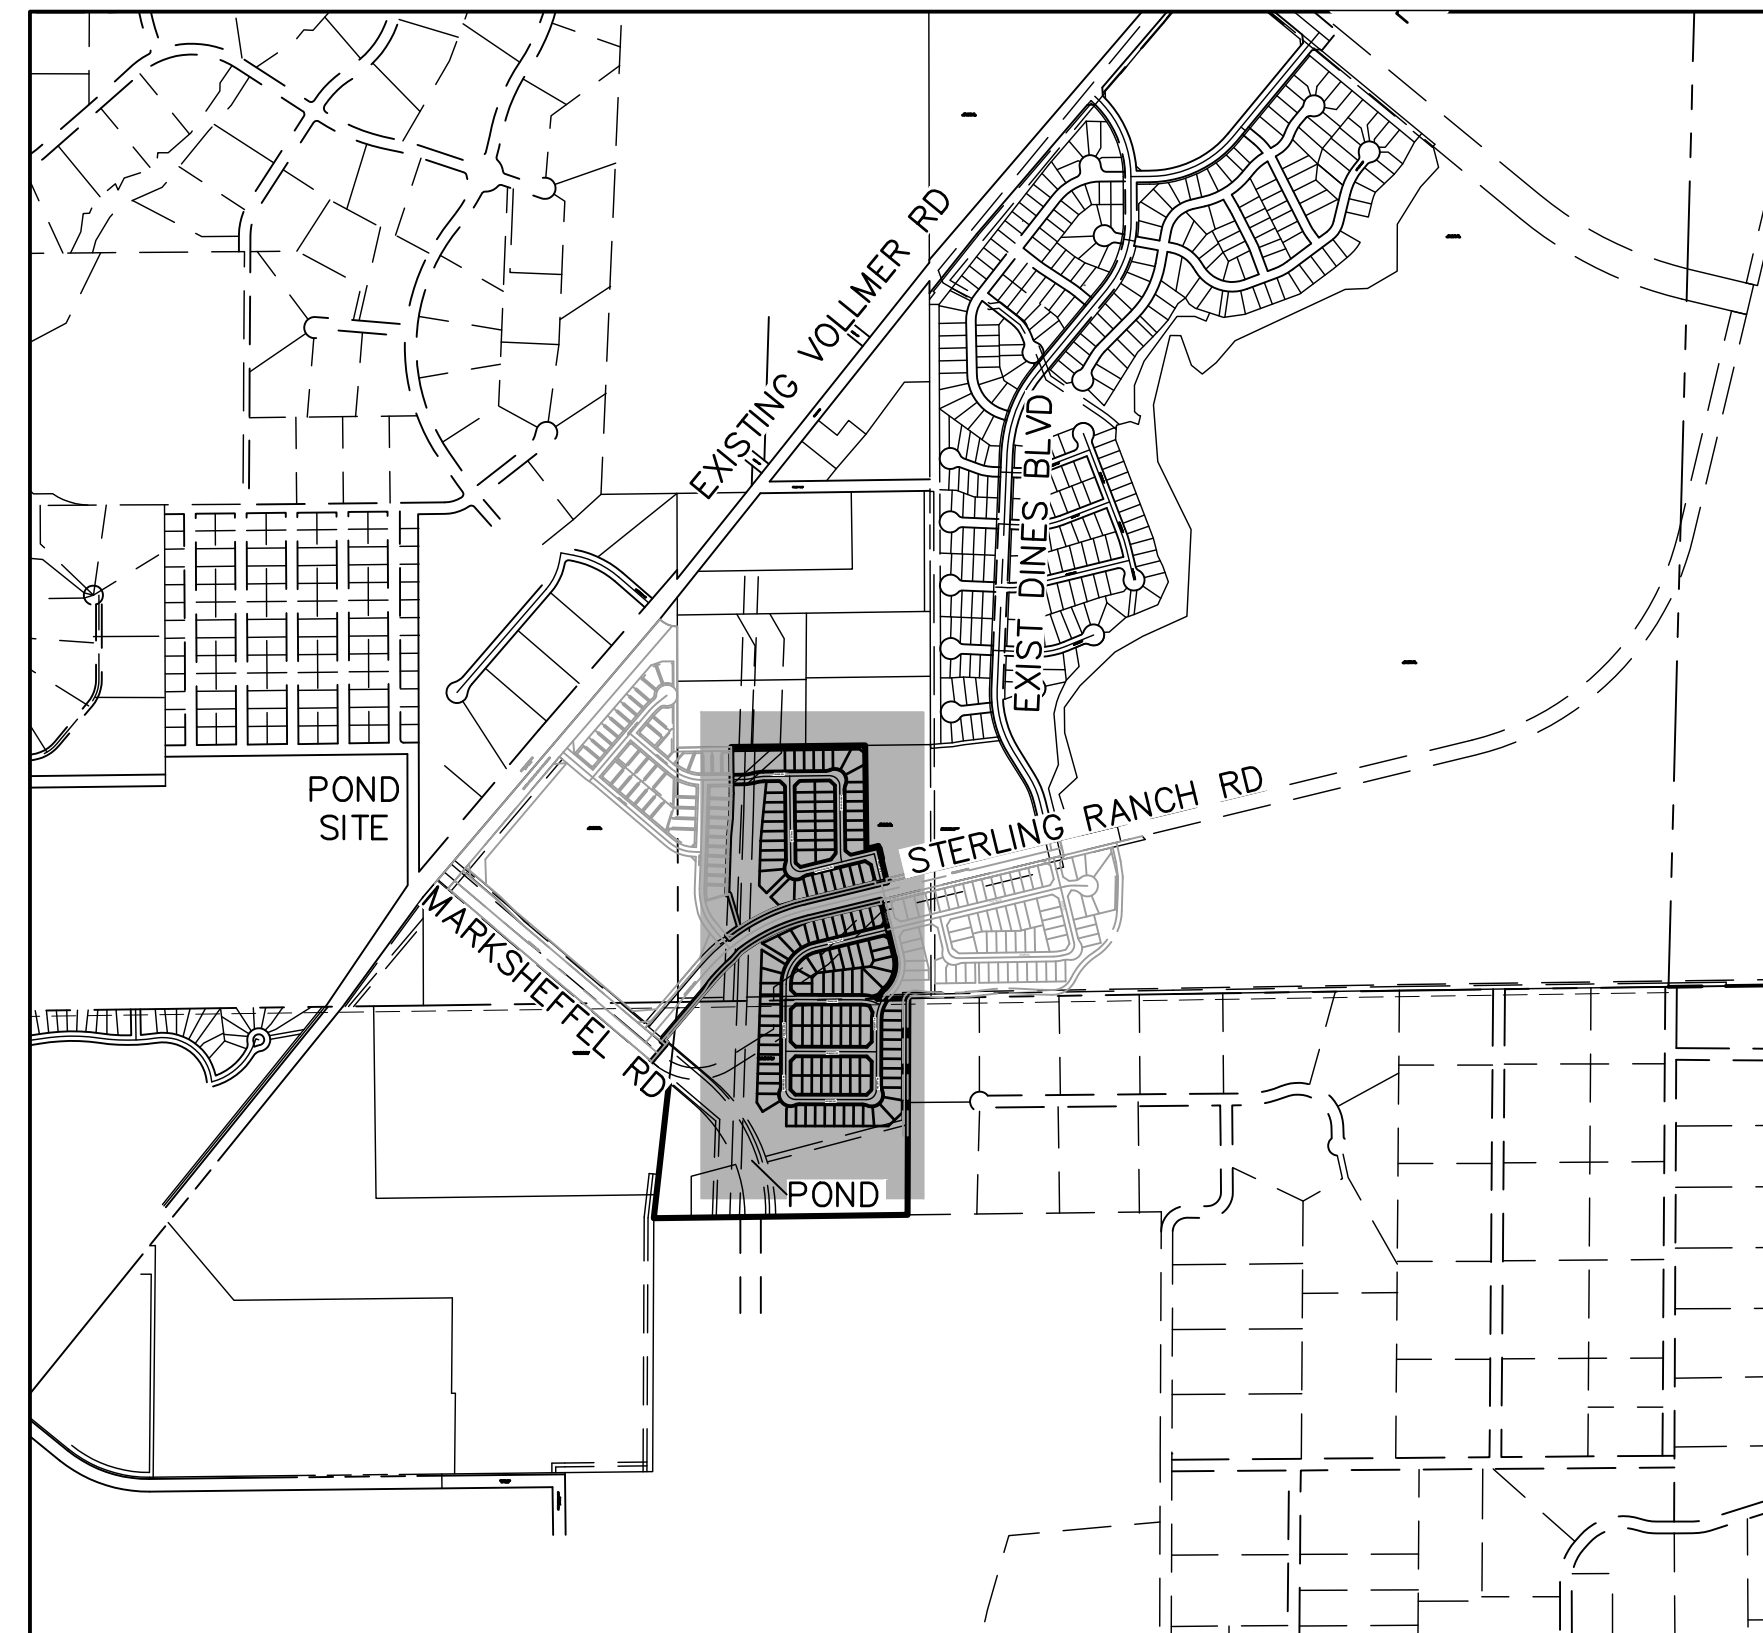 EXISTING VOLLMER RD
EXIST DINES BLVD
POND
SITE
STERLING RANCH RD
MARKSHEFFEL RD
POND